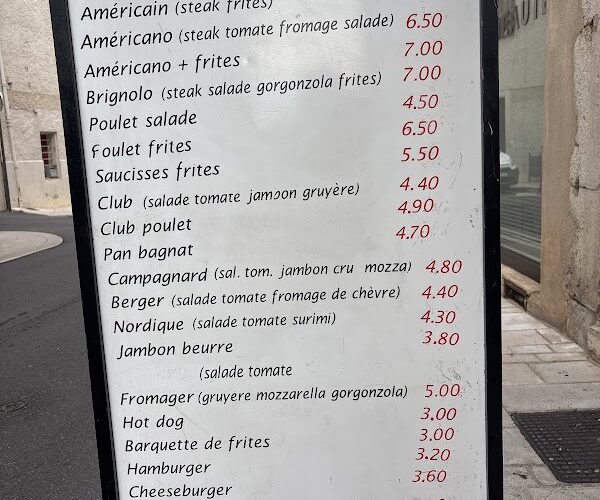 Américain (steak frites)
Américano (steak tomate fromage salade) 6.50
Américano + frites 7.00
Brignolo (steak salade gorgonzola frites) 7.00
Poulet salade 4.50
Poulet frites 6.50
Saucisses frites 5.50
Club (salade tomate jambon gruyère) 4.40
Club poulet 4.90
Pan bagnat 4.70
Campagnard (sal. tom. jambon cru mozza) 4.80
Berger (salade tomate fromage de chèvre) 4.40
Nordique (salade tomate surimi) 4.30
Jambon beurre 3.80
(salade tomate
Fromager (gruyere mozzarella gorgonzola) 5.00
Hot dog 3.00
Barquette de frites 3.00
Hamburger 3.20
Cheeseburger 3.60